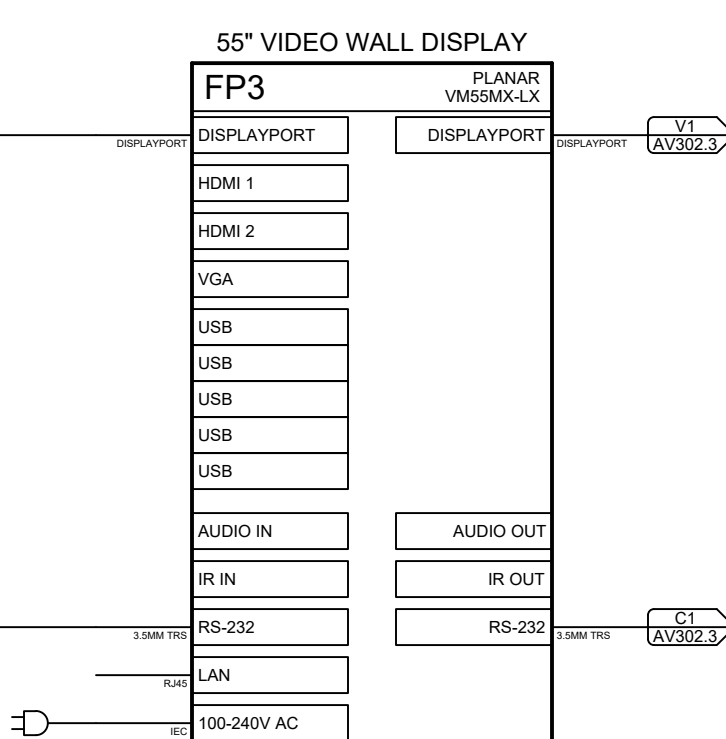 55" VIDEO WALL DISPLAY
FP3
PLANAR
VM55MX-LX
DISPLAYPORT
DISPLAYPORT
DISPLAYPORT
DISPLAYPORT
V1
AV302.3
HDMI 1
HDMI 2
VGA
USB
USB
USB
USB
USB
AUDIO IN
AUDIO OUT
IR IN
IR OUT
3.5MM TRS
RS-232
RS-232
3.5MM TRS
C1
AV302.3
RJ45
LAN
IEC
100-240V AC